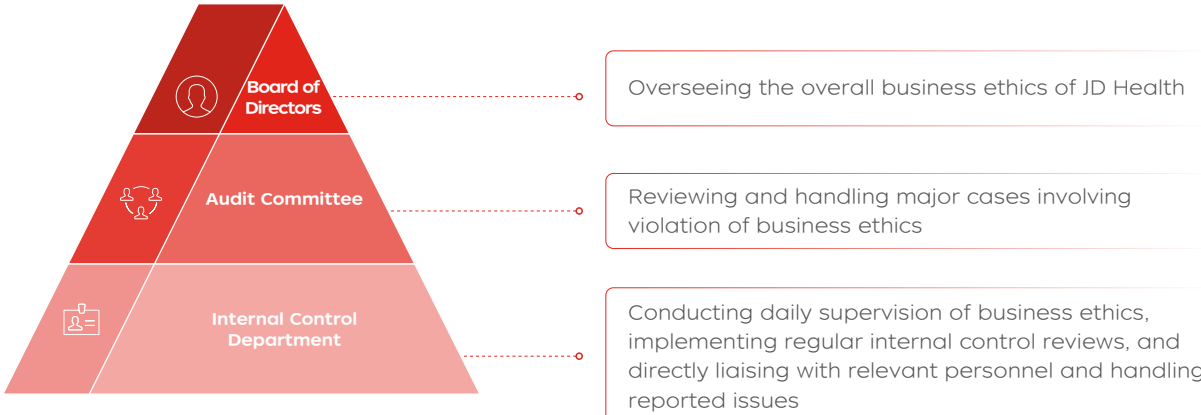 Board of
Directors
Overseeing the overall business ethics of JD Health
Audit Committee
Reviewing and handling major cases involving
violation of business ethics
Internal Control
Department
Conducting daily supervision of business ethics,
implementing regular internal control reviews, and
directly liaising with relevant personnel and handling
reported issues